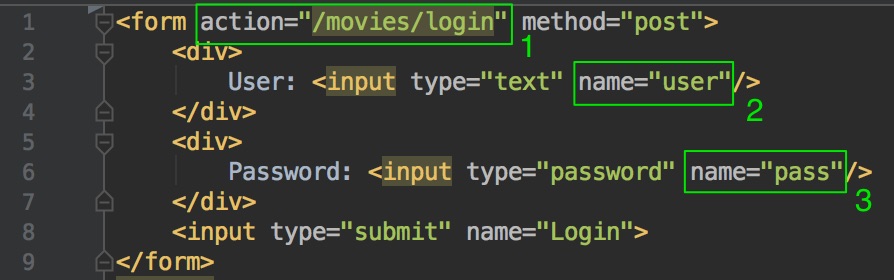 1 <form action="/movies/login" method="post">
1
2 <div>
3 User: <input type="text" name="user"/>
2
4 </div>
5 <div>
6 Password: <input type="password" name="pass"/>
3
7 </div>
8 <input type="submit" name="Login">
9 </form>